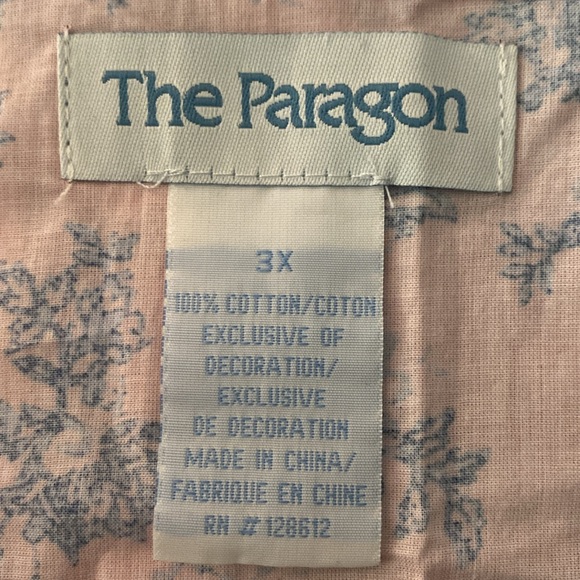 The Paragon
3X
100% COTTON/COTON
EXCLUSIVE OF
DECORATION/
EXCLUSIVE
DE DECORATION
MADE IN CHINA/
FABRIQUE EN CHINE
RN # 128612